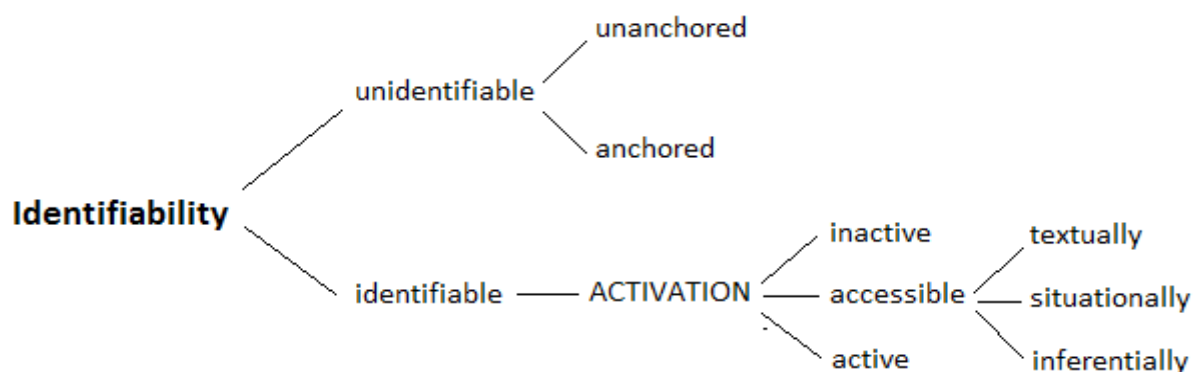 unanchored
unidentifiable
anchored
Identifiability
inactive textually
identifiable ACTIVATION accessible situationally
active inferentially